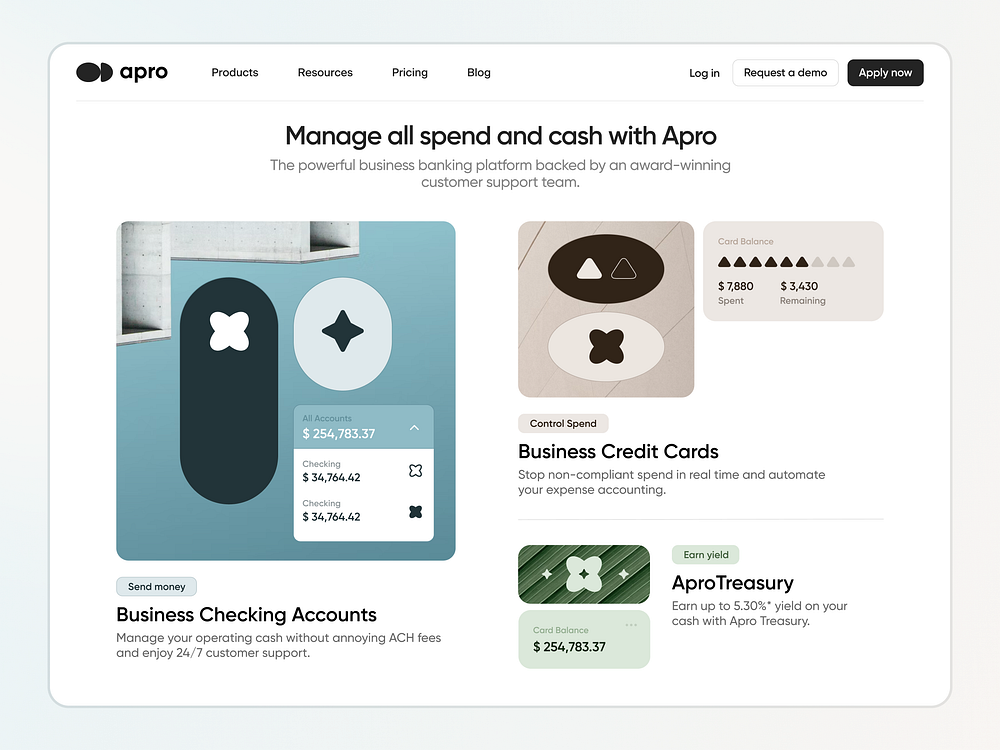 apro
Products
Resources
Pricing
Blog
Log in
Request a demo
Apply now
Manage all spend and cash with Apro
The powerful business banking platform backed by an award-winning
customer support team.
All Accounts
$ 254,783.37
Checking
$ 34,764.42
Checking
$ 34,764.42
Send money
Business Checking Accounts
Manage your operating cash without annoying ACH fees
and enjoy 24/7 customer support.
Card Balance
$ 7,880
$ 3,430
Spent
Remaining
Control Spend
Business Credit Cards
Stop non-compliant spend in real time and automate
your expense accounting.
Card Balance
$ 254,783.37
Earn yield
AproTreasury
Earn up to 5.30%* yield on your
cash with Apro Treasury.